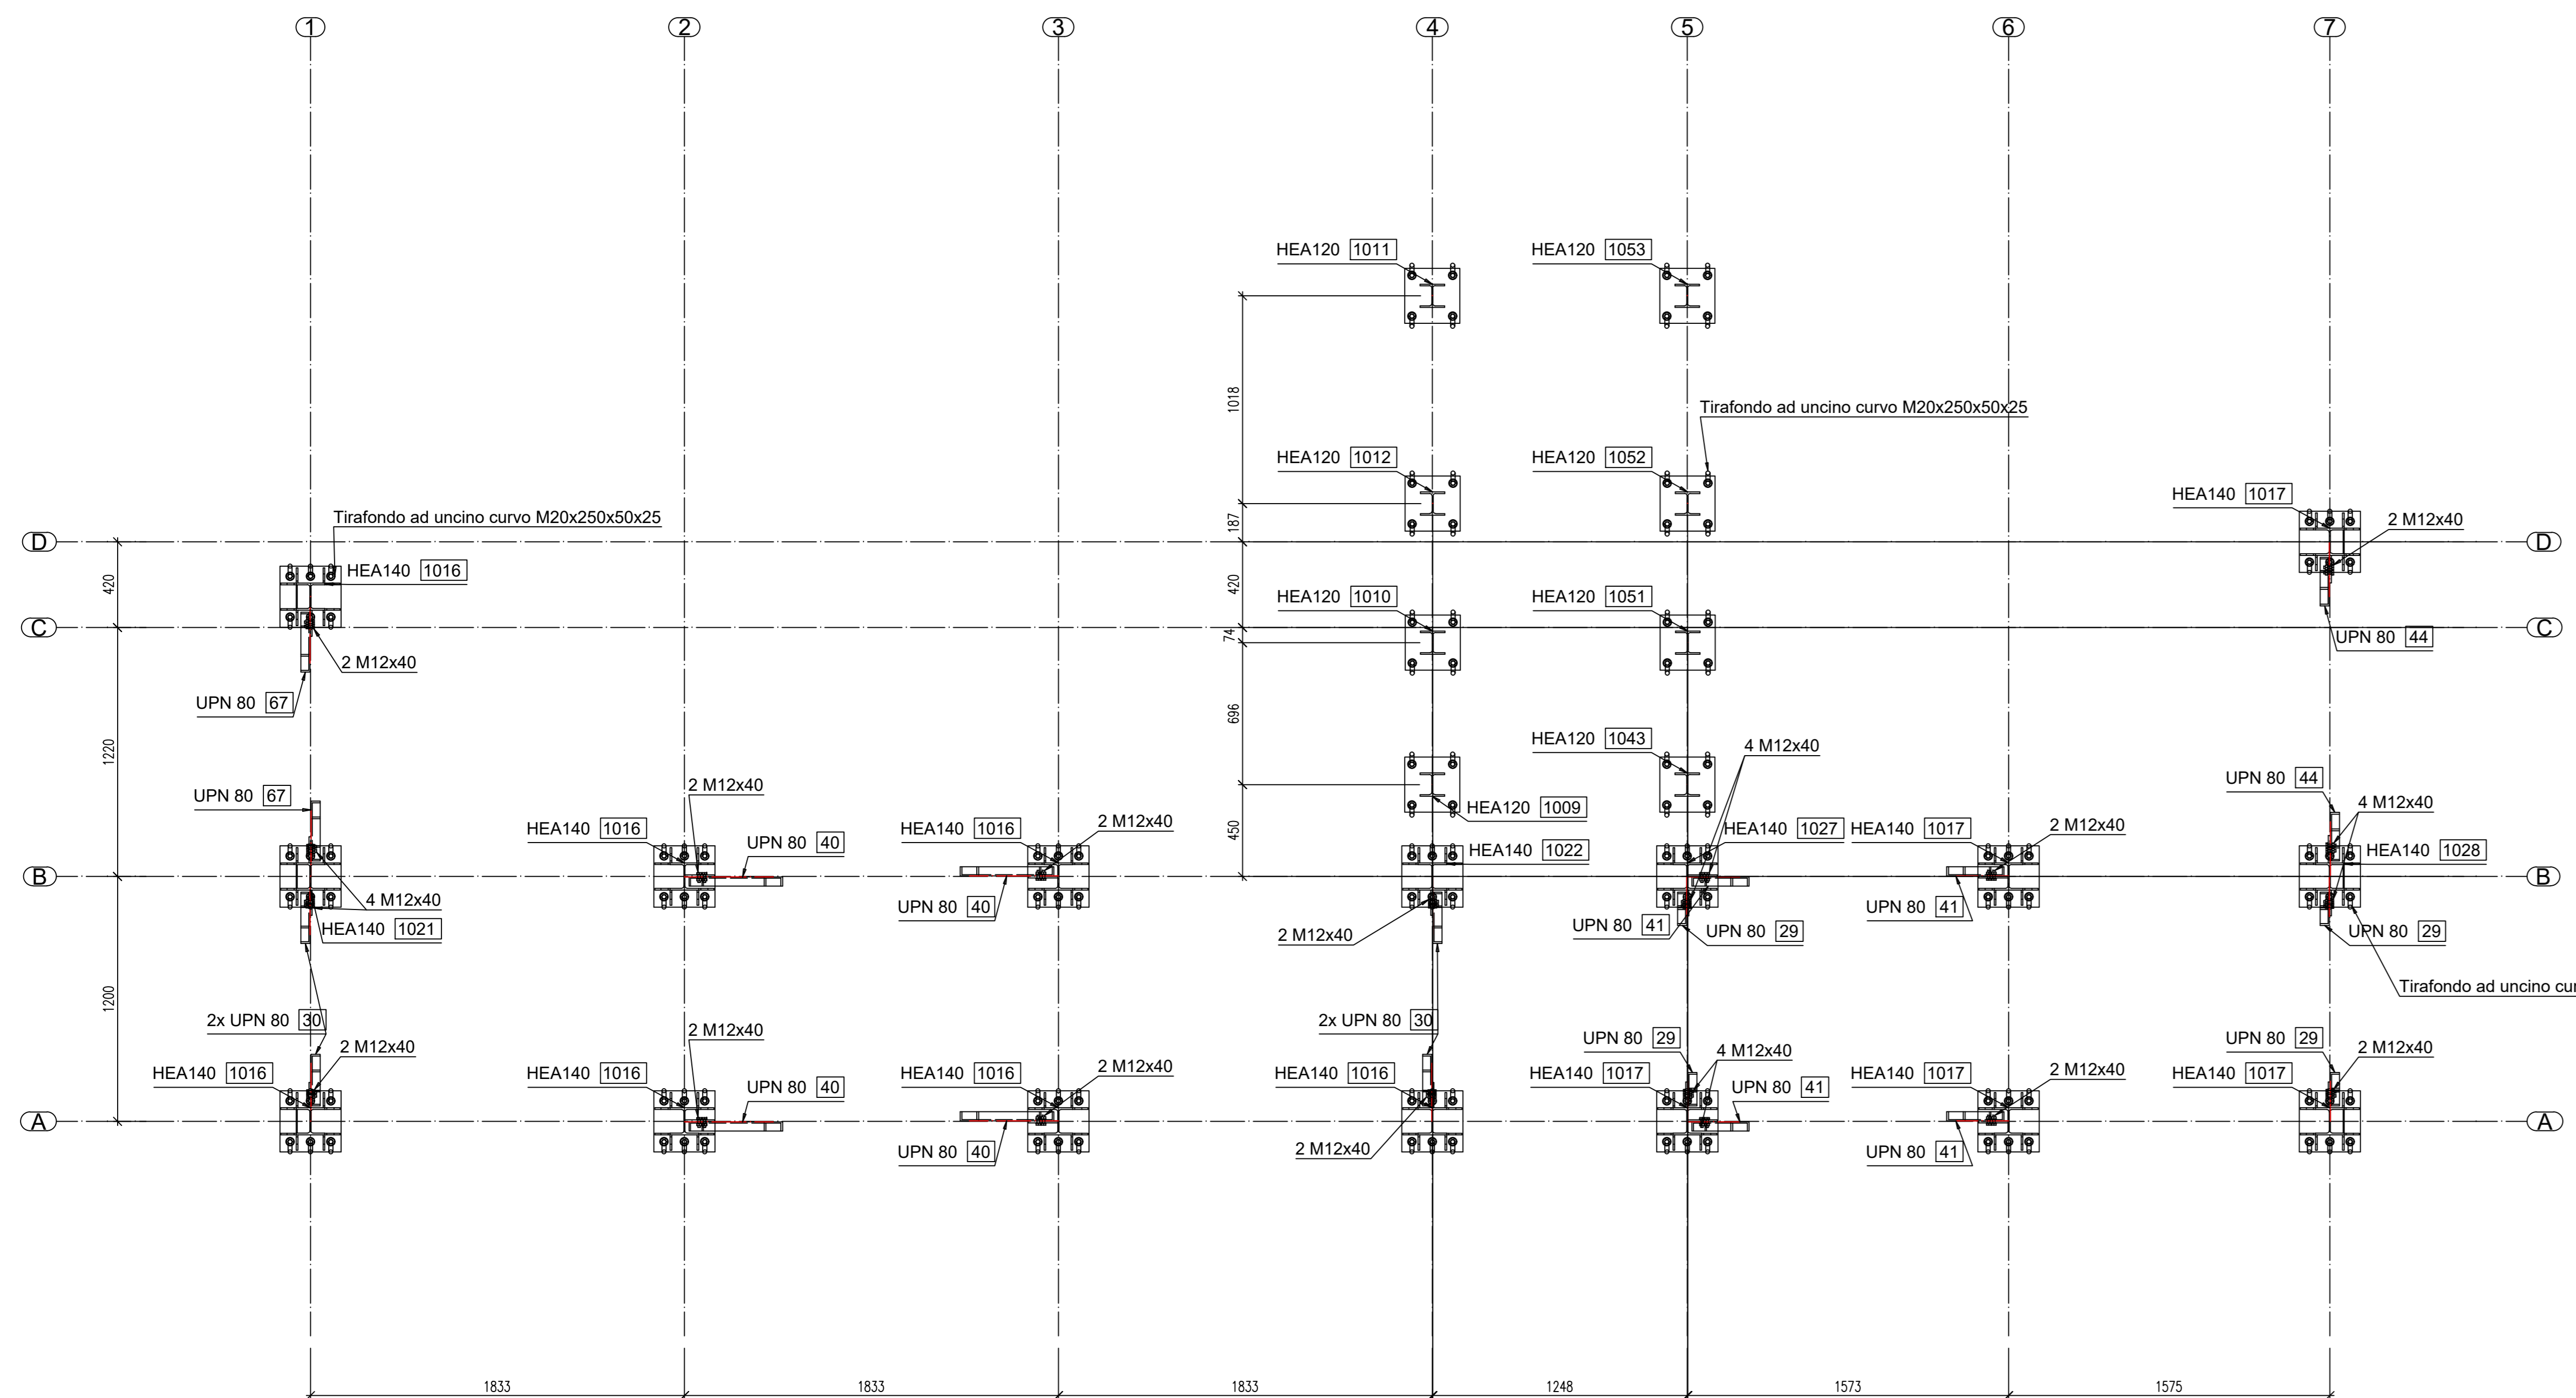 1 2 3 4 5 6 7
HEA120 1011 HEA120 1053
1018
Tirafondo ad uncino curvo M20x250x50x25
HEA120 1012 HEA120 1052
HEA140 1017
2 M12x40
Tirafondo ad uncino curvo M20x250x50x25
187
D D
HEA140 1016
420 420
HEA120 1010 HEA120 1051
C C
74
UPN 80 44
2 M12x40
UPN 80 67
696
HEA120 1043
4 M12x40
UPN 80 44
1220
2 M12x40
UPN 80 67
4 M12x40
HEA120 1009
2 M12x40
2 M12x40
HEA140 1016 HEA140 1016 HEA140 1027 HEA140 1017
450
UPN 80 40
HEA140 1022 HEA140 1028
B B
4 M12x40
UPN 80 40
UPN 80 41
HEA140 1021
UPN 80 41
UPN 80 29
UPN 80 29
2 M12x40
Tirafondo ad uncino cur
1200
2x UPN 80 30
2x UPN 80 30
2 M12x40
UPN 80 29
UPN 80 29
2 M12x40
4 M12x40
2 M12x40
2 M12x40
2 M12x40
HEA140 1016 HEA140 1016 HEA140 1016 HEA140 1016 HEA140 1017 HEA140 1017 HEA140 1017
UPN 80 40
UPN 80 41
A A
UPN 80 40
2 M12x40
UPN 80 41
1833 1833 1833 1248 1573 1575